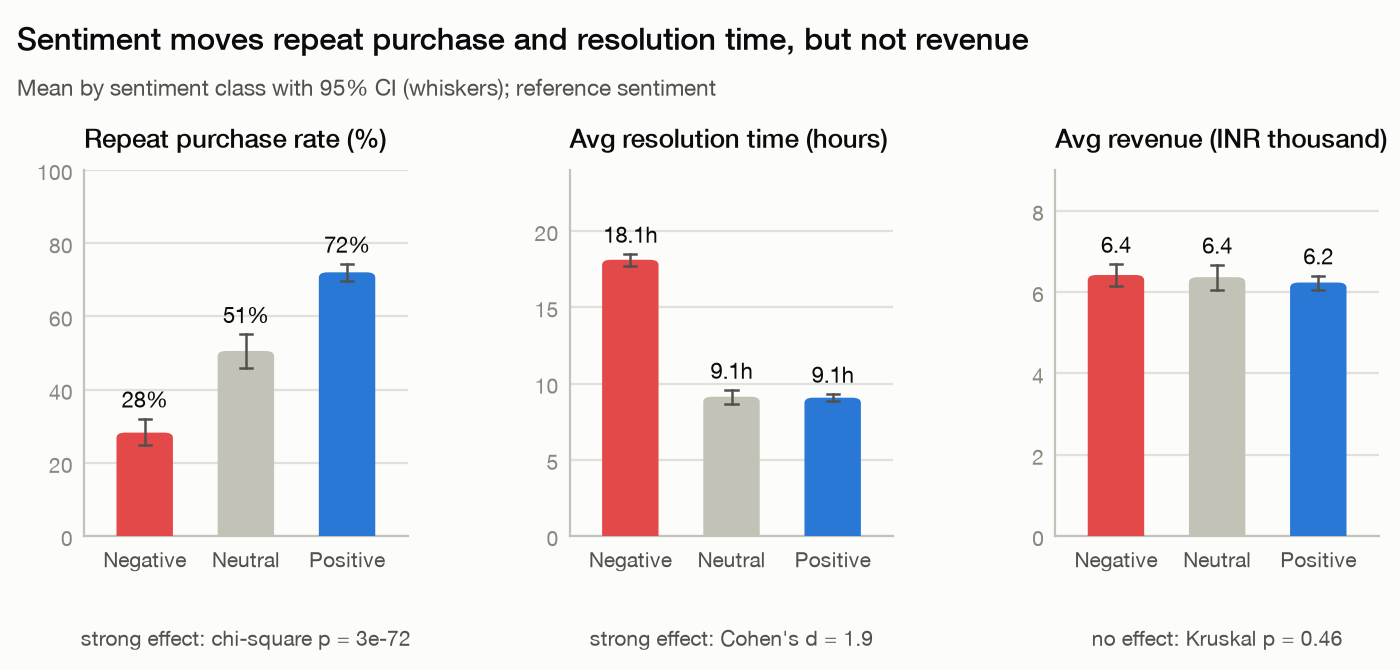 Sentiment moves repeat purchase and resolution time, but not revenue
Mean by sentiment class with 95% CI (whiskers); reference sentiment
Repeat purchase rate (%)
100
80
60
40
20
0
28%
51%
72%
Negative
Neutral
Positive
strong effect: chi-square p = 3e-72
Avg resolution time (hours)
20
15
10
5
0
18.1h
9.1h
9.1h
Negative
Neutral
Positive
strong effect: Cohen's d = 1.9
Avg revenue (INR thousand)
8
6
4
2
0
6.4
6.4
6.2
Negative
Neutral
Positive
no effect: Kruskal p = 0.46